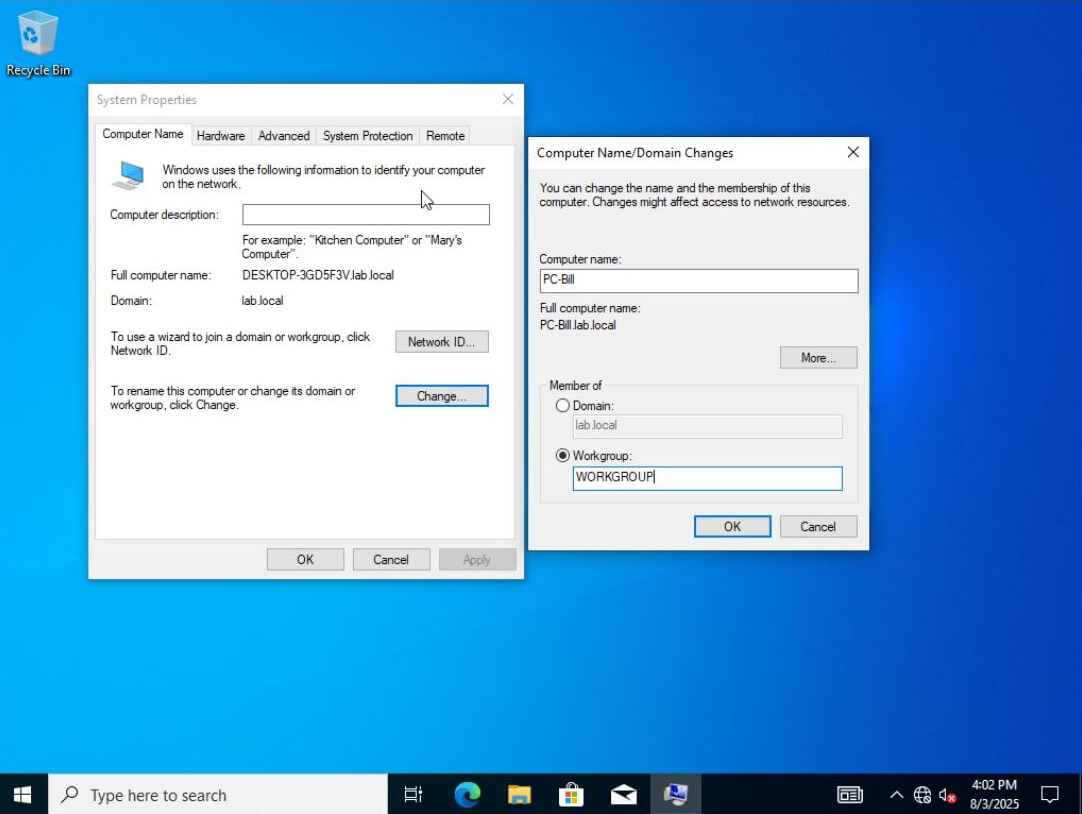 Recycle Bin
System Properties
Computer Name
Hardware
Advanced
System Protection
Remote
Windows uses the following information to identify your computer
on the network.
Computer description:
For example: "Kitchen Computer" or "Mary's
Computer".
Full computer name:
DESKTOP-3GD5F3V.lab.local
Domain:
lab.local
To use a wizard to join a domain or workgroup, click
Network ID.
Network ID...
To rename this computer or change its domain or
workgroup, click Change.
Change...
OK
Cancel
Apply
Computer Name/Domain Changes
You can change the name and the membership of this
computer. Changes might affect access to network resources.
Computer name:
PC-Bill
Full computer name:
PC-Bill.lab.local
More...
Member of
Domain:
lab.local
Workgroup:
WORKGROUP
OK
Cancel
Type here to search
4:02 PM
8/3/2025